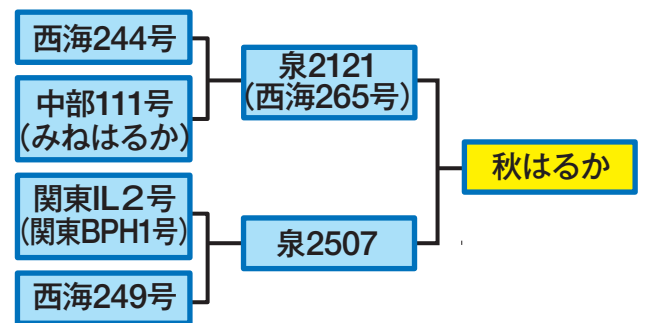 西海244号
中部111号
(みねはるか)
関東IL2号
(関東BPH1号)
西海249号
泉2121
(西海265号)
泉2507
秋はるか